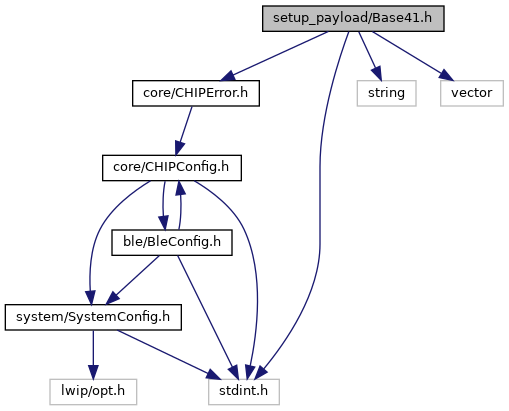 setup_payload/Base41.h
core/CHIPError.h
string
vector
core/CHIPConfig.h
ble/BleConfig.h
system/SystemConfig.h
lwip/opt.h
stdint.h